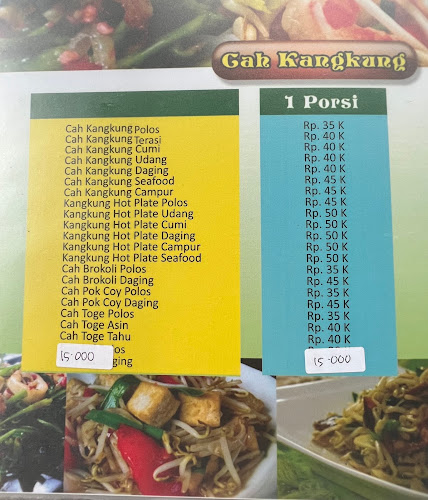 Cah Kangkung
1 Porsi
Cah Kangkung Polos
Cah Kangkung Terasi
Cah Kangkung Cumi
Cah Kangkung Udang
Cah Kangkung Daging
Cah Kangkung Seafood
Cah Kangkung Campur
Kangkung Hot Plate Polos
Kangkung Hot Plate Udang
Kangkung Hot Plate Cumi
Kangkung Hot Plate Daging
Kangkung Hot Plate Campur
Kangkung Hot Plate Seafood
Cah Brokoli Polos
Cah Brokoli Daging
Cah Pok Coy Polos
Cah Pok Coy Daging
Cah Toge Polos
Cah Toge Asin
Cah Toge Tahu
15.000
Rp. 35 K
Rp. 40 K
Rp. 40 K
Rp. 40 K
Rp. 40 K
Rp. 45 K
Rp. 45 K
Rp. 45 K
Rp. 50 K
Rp. 50 K
Rp. 50 K
Rp. 50 K
Rp. 50 K
Rp. 35 K
Rp. 45 K
Rp. 35 K
Rp. 45 K
Rp. 35 K
Rp. 40 K
Rp. 40 K
15.000